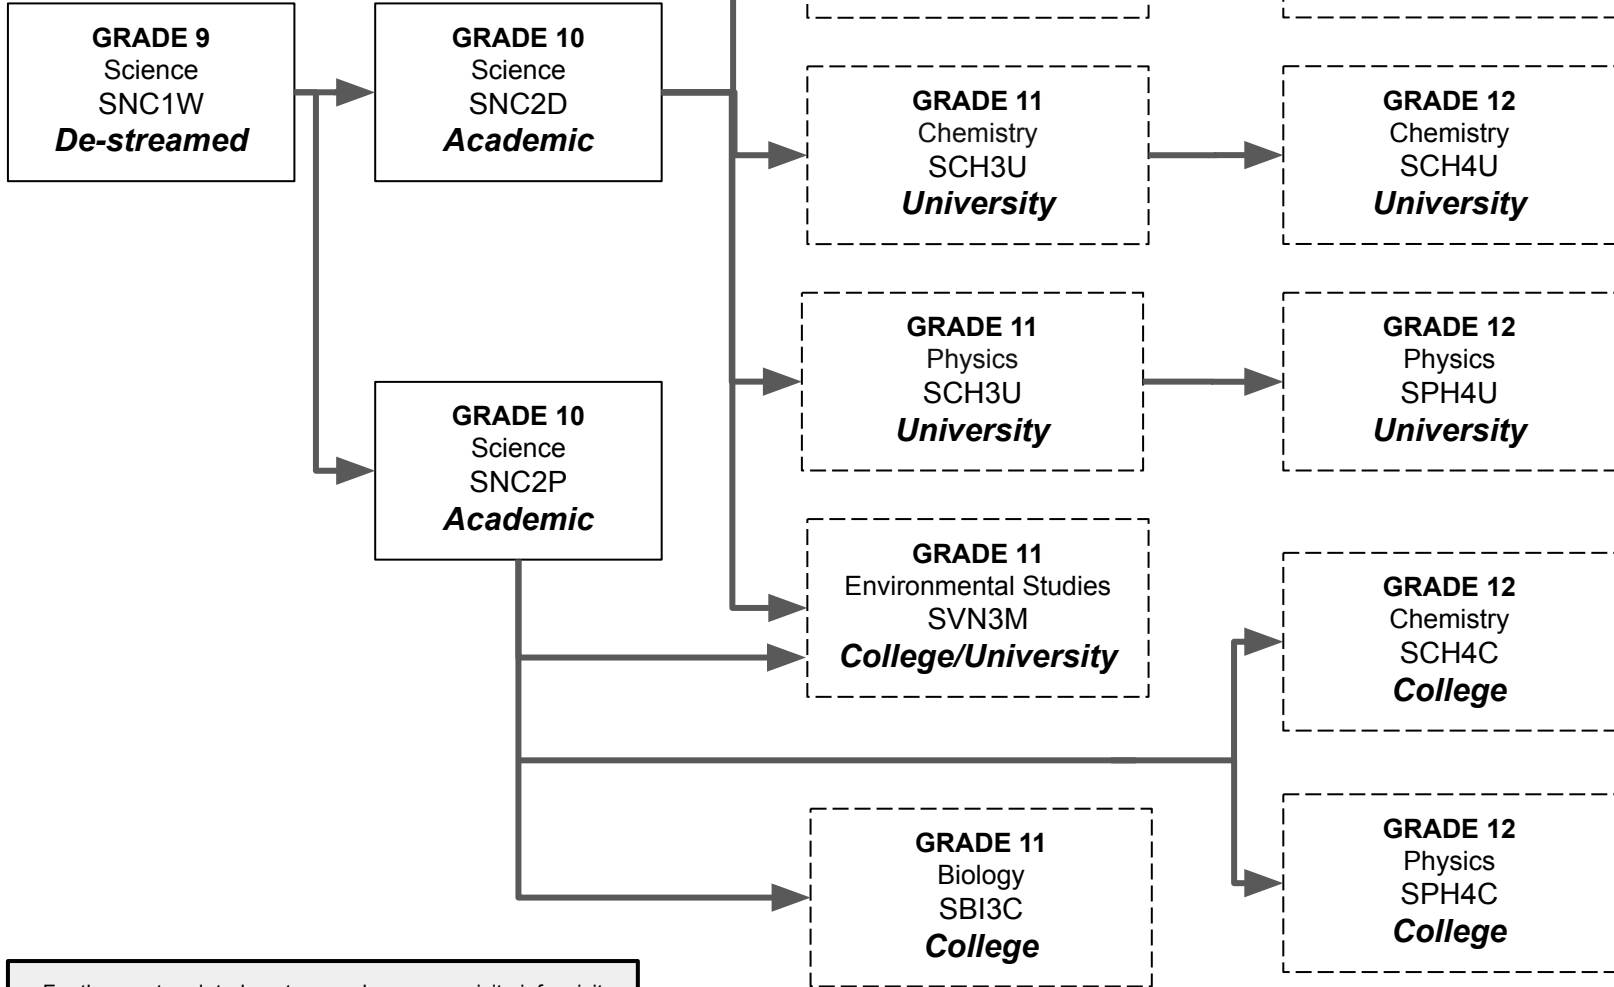 GRADE 9
Science
SNC1W
De-streamed
GRADE 10
Science
SNC2D
Academic
GRADE 11
Chemistry
SCH3U
University
GRADE 12
Chemistry
SCH4U
University
GRADE 11
Physics
SCH3U
University
GRADE 12
Physics
SPH4U
University
GRADE 10
Science
SNC2P
Academic
GRADE 11
Environmental Studies
SVN3M
College/University
GRADE 12
Chemistry
SCH4C
College
GRADE 11
Biology
SBI3C
College
GRADE 12
Physics
SPH4C
College